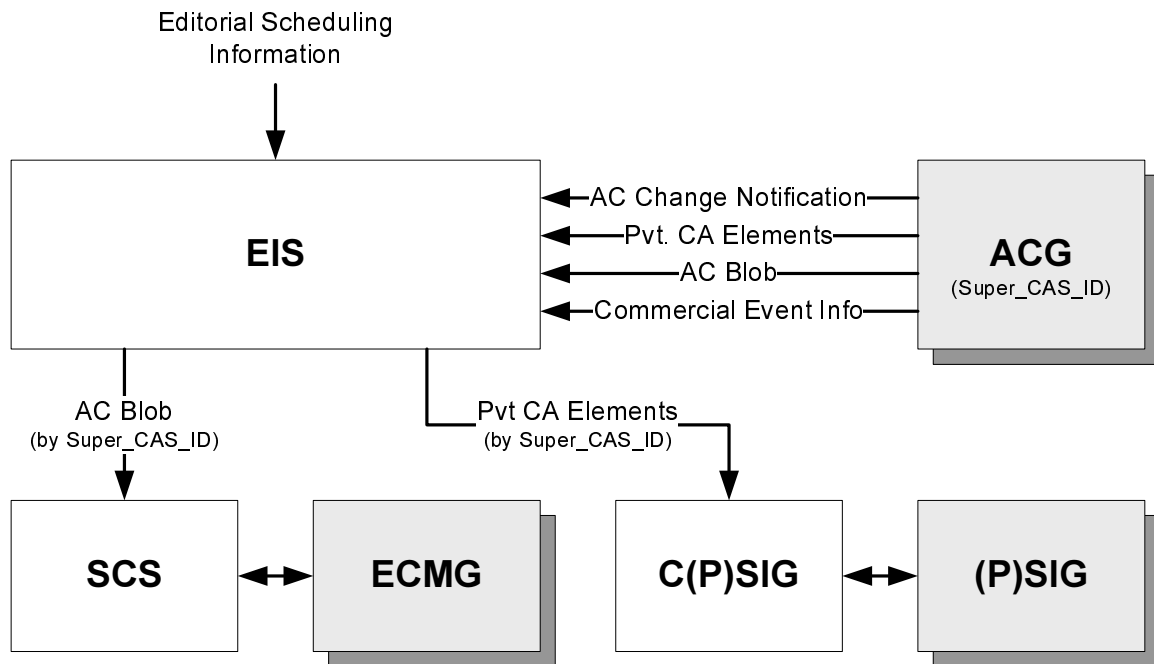 Editorial Scheduling
Information
EIS
AC Change Notification
Pvt. CA Elements
AC Blob
Commercial Event Info
ACG
(Super_CAS_ID)
AC Blob
(by Super_CAS_ID)
Pvt CA Elements
(by Super_CAS_ID)
SCS
ECMG
C(P)SIG
(P)SIG